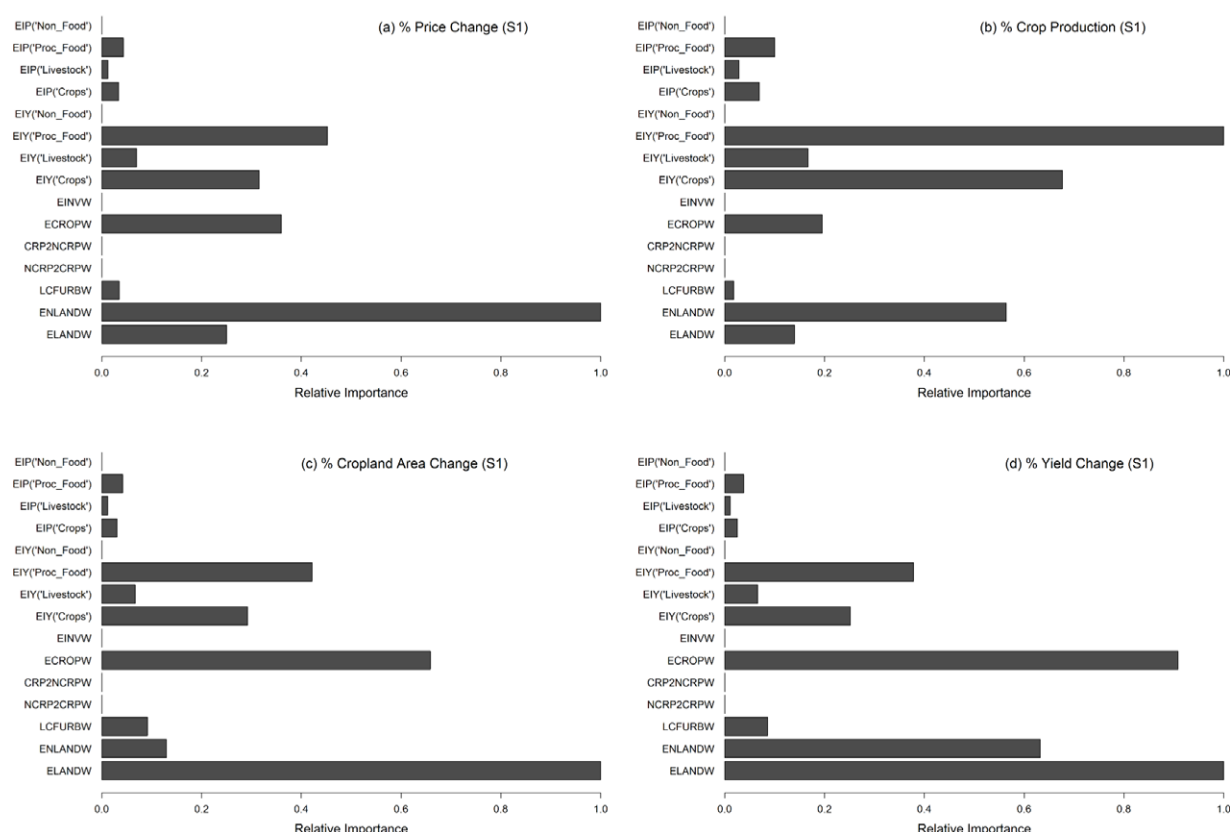 (a) % Price Change (S1)
EIP('Non_Food')
EIP('Proc_Food')
EIP('Livestock')
EIP('Crops')
EIY('Non_Food')
EIY('Proc_Food')
EIY('Livestock')
EIY('Crops')
EINVW
ECROPW
CRP2NCRPW
NCRP2CRPW
LCFURBW
ENLANDW
ELANDW
0.0 0.2 0.4 0.6 0.8 1.0
Relative Importance
(b) % Crop Production (S1)
EIP('Non_Food')
EIP('Proc_Food')
EIP('Livestock')
EIP('Crops')
EIY('Non_Food')
EIY('Proc_Food')
EIY('Livestock')
EIY('Crops')
EINVW
ECROPW
CRP2NCRPW
NCRP2CRPW
LCFURBW
ENLANDW
ELANDW
0.0 0.2 0.4 0.6 0.8 1.0
Relative Importance
(c) % Cropland Area Change (S1)
EIP('Non_Food')
EIP('Proc_Food')
EIP('Livestock')
EIP('Crops')
EIY('Non_Food')
EIY('Proc_Food')
EIY('Livestock')
EIY('Crops')
EINVW
ECROPW
CRP2NCRPW
NCRP2CRPW
LCFURBW
ENLANDW
ELANDW
0.0 0.2 0.4 0.6 0.8 1.0
Relative Importance
(d) % Yield Change (S1)
EIP('Non_Food')
EIP('Proc_Food')
EIP('Livestock')
EIP('Crops')
EIY('Non_Food')
EIY('Proc_Food')
EIY('Livestock')
EIY('Crops')
EINVW
ECROPW
CRP2NCRPW
NCRP2CRPW
LCFURBW
ENLANDW
ELANDW
0.0 0.2 0.4 0.6 0.8 1.0
Relative Importance